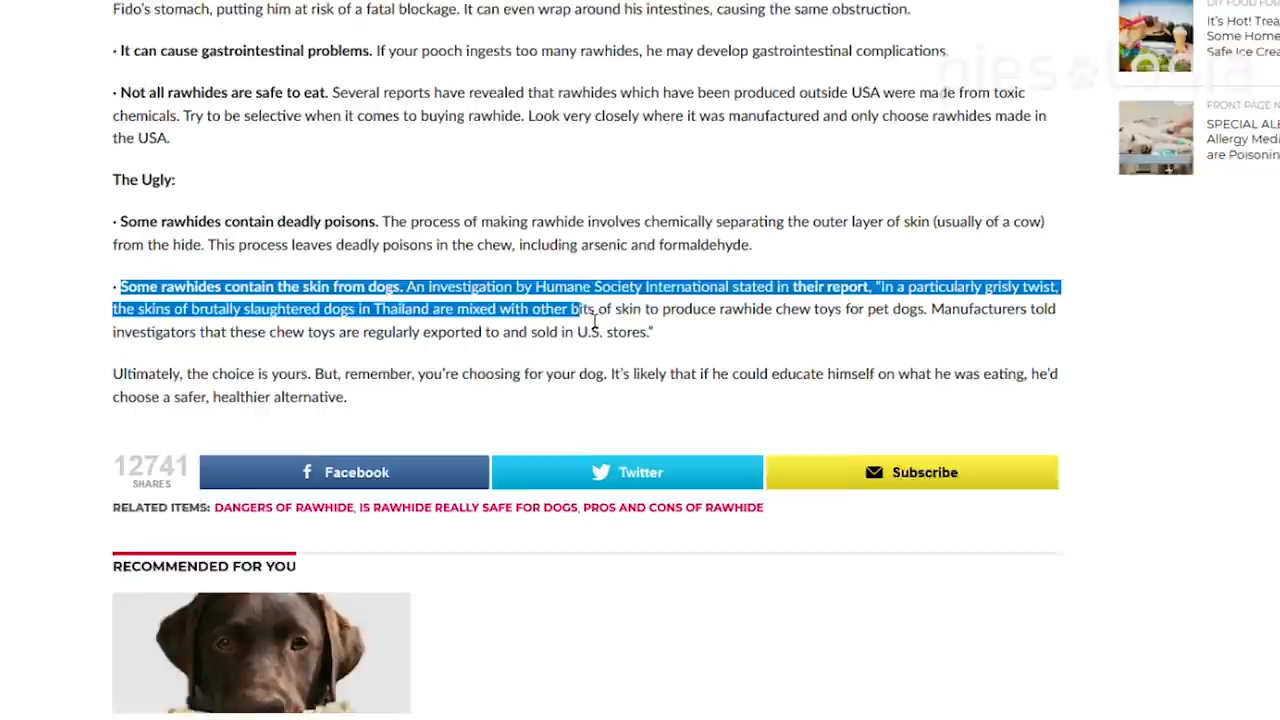 Fido's stomach, putting him at risk of a fatal blockage. It can even wrap around his intestines, causing the same obstruction.
· It can cause gastrointestinal problems. If your pooch ingests too many rawhides, he may develop gastrointestinal complications.
· Not all rawhides are safe to eat. Several reports have revealed that rawhides which have been produced outside USA were made from toxic
chemicals. Try to be selective when it comes to buying rawhide. Look very closely where it was manufactured and only choose rawhides made in
the USA.
The Ugly:
· Some rawhides contain deadly poisons. The process of making rawhide involves chemically separating the outer layer of skin (usually of a cow)
from the hide. This process leaves deadly poisons in the chew, including arsenic and formaldehyde.
· Some rawhides contain the skin from dogs. An investigation by Humane Society International stated in their report, “In a particularly grisly twist,
the skins of brutally slaughtered dogs in Thailand are mixed with other bits of skin to produce rawhide chew toys for pet dogs. Manufacturers told
investigators that these chew toys are regularly exported to and sold in U.S. stores.”
Ultimately, the choice is yours. But, remember, you're choosing for your dog. It's likely that if he could educate himself on what he was eating, he'd
choose a safer, healthier alternative.
12741
SHARES
Facebook
Twitter
Subscribe
RELATED ITEMS: DANGERS OF RAWHIDE, IS RAWHIDE REALLY SAFE FOR DOGS, PROS AND CONS OF RAWHIDE
RECOMMENDED FOR YOU
It's Hot! Trea
Some Home
Safe Ice Crea
FRONT PAGE N
SPECIAL ALE
Allergy Medi
are Poisonin